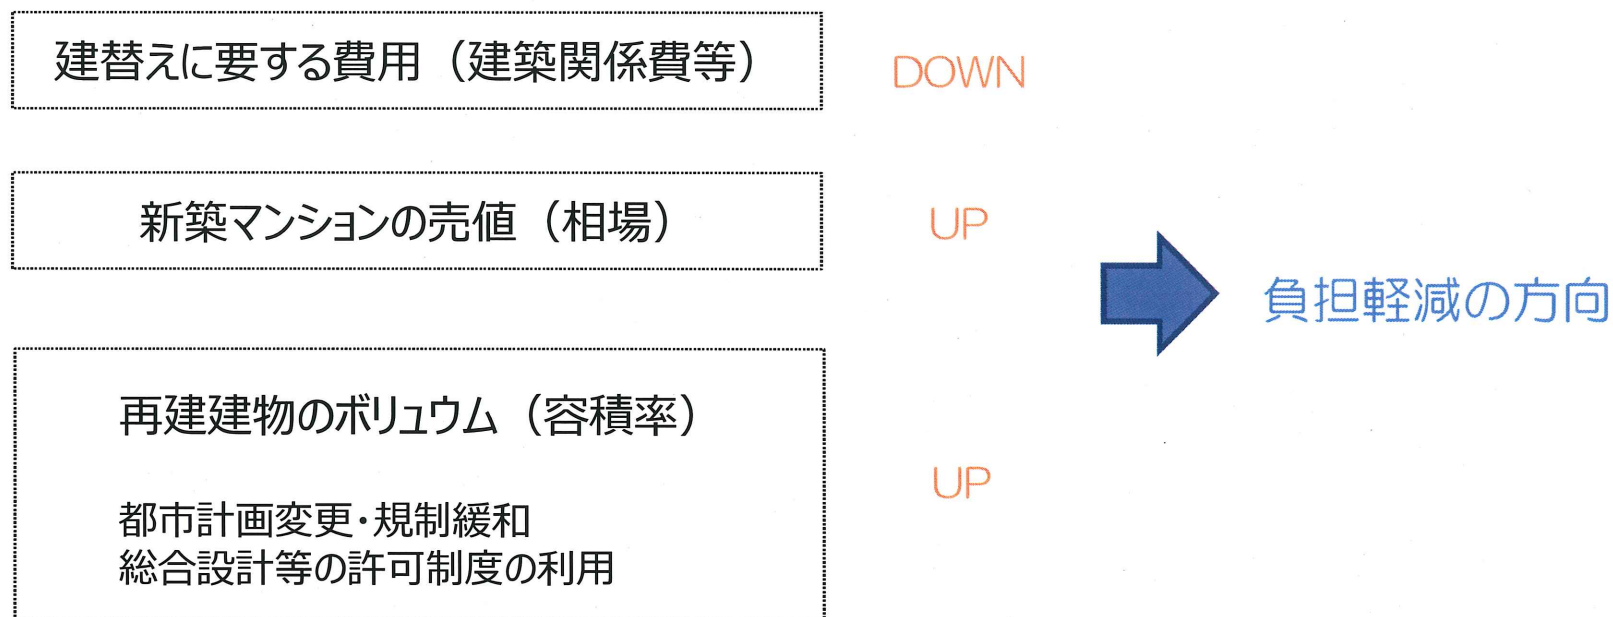 建替えに要する費用（建築関係費等）
DOWN
新築マンションの売値（相場）
UP
負担軽減の方向
再建建物のボリュウム（容積率）
UP
都市計画変更・規制緩和
総合設計等の許可制度の利用